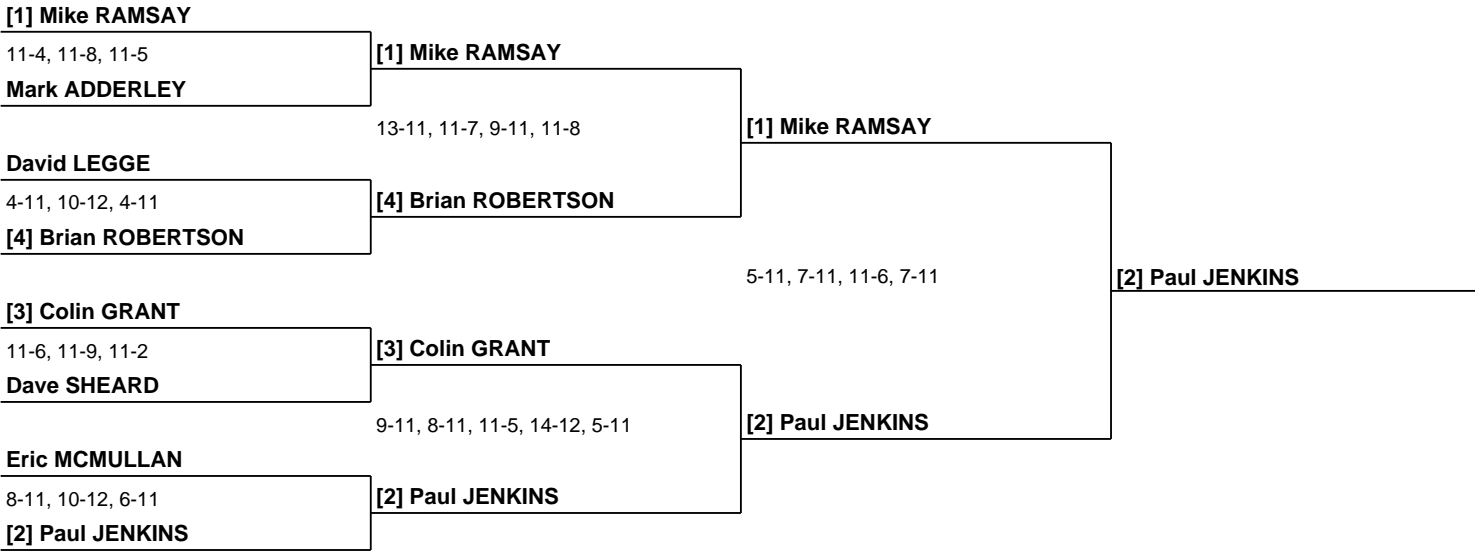 [1] Mike RAMSAY
11-4, 11-8, 11-5
[1] Mike RAMSAY
Mark ADDERLEY
13-11, 11-7, 9-11, 11-8
[1] Mike RAMSAY
David LEGGE
4-11, 10-12, 4-11
[4] Brian ROBERTSON
[4] Brian ROBERTSON
5-11, 7-11, 11-6, 7-11
[2] Paul JENKINS
[3] Colin GRANT
11-6, 11-9, 11-2
[3] Colin GRANT
Dave SHEARD
9-11, 8-11, 11-5, 14-12, 5-11
[2] Paul JENKINS
Eric MCMULLAN
8-11, 10-12, 6-11
[2] Paul JENKINS
[2] Paul JENKINS